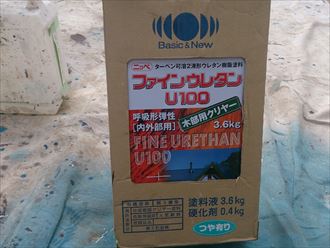 Basic & New
ニッペ
ターペン可溶2液形ウレタン樹脂塗料
ファインウレタン
U100
木部用クリヤー
呼吸形弾性
[内外部用]
3.6kg
FINE URETHAN
U100
塗料液 3.6kg
硬化剤 0.4kg
つや有り